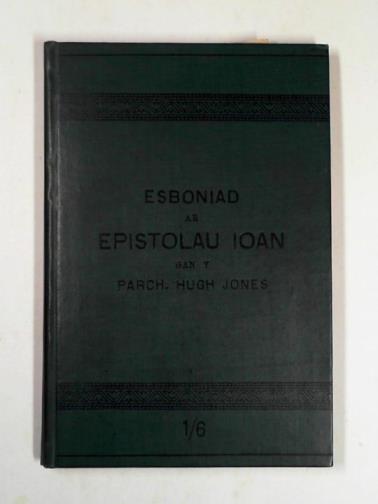 ESBONIAD
AR
EPISTOLAU IOAN
GAN Y
PARCH. HUGH JONES
1/6